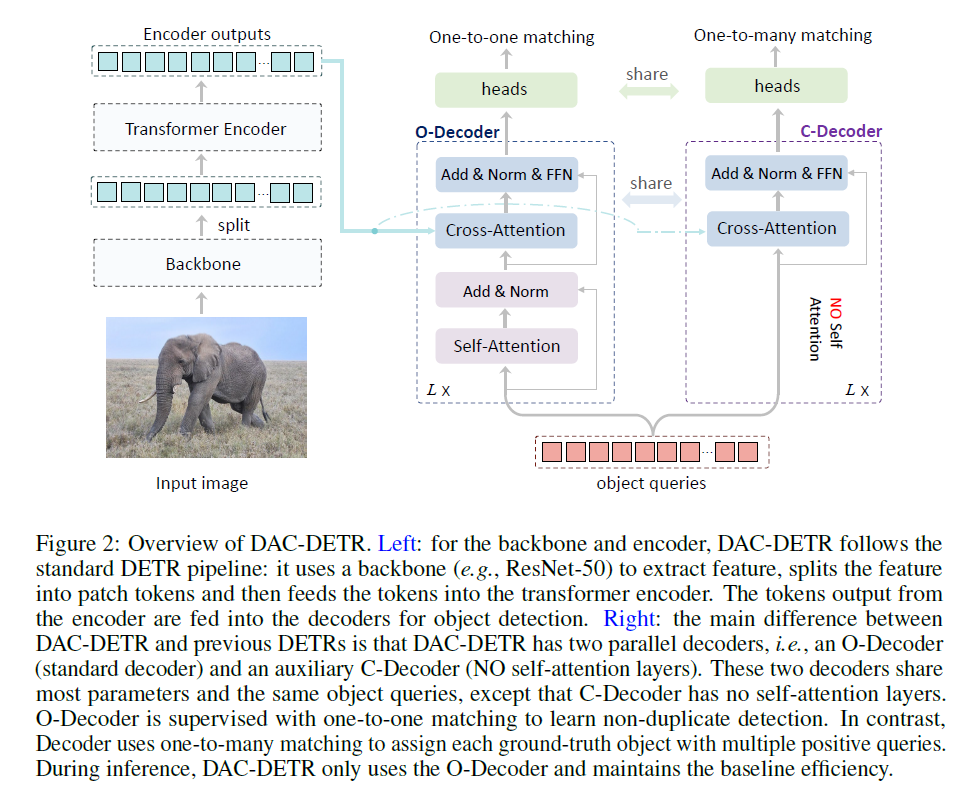 Encoder outputs
Transformer Encoder
split
Backbone
Input image
One-to-one matching
heads
O-Decoder
Add & Norm & FFN
Cross-Attention
Add & Norm
Self-Attention
L x
share
share
One-to-many matching
heads
C-Decoder
Add & Norm & FFN
Cross-Attention
NO Self
Attention
L x
object queries
Figure 2: Overview of DAC-DETR. Left: for the backbone and encoder, DAC-DETR follows the
standard DETR pipeline: it uses a backbone (e.g., ResNet-50) to extract feature, splits the feature
into patch tokens and then feeds the tokens into the transformer encoder. The tokens output from
the encoder are fed into the decoders for object detection. Right: the main difference between
DAC-DETR and previous DETRs is that DAC-DETR has two parallel decoders, i.e., an O-Decoder
(standard decoder) and an auxiliary C-Decoder (NO self-attention layers). These two decoders share
most parameters and the same object queries, except that C-Decoder has no self-attention layers.
O-Decoder is supervised with one-to-one matching to learn non-duplicate detection. In contrast,
Decoder uses one-to-many matching to assign each ground-truth object with multiple positive queries.
During inference, DAC-DETR only uses the O-Decoder and maintains the baseline efficiency.